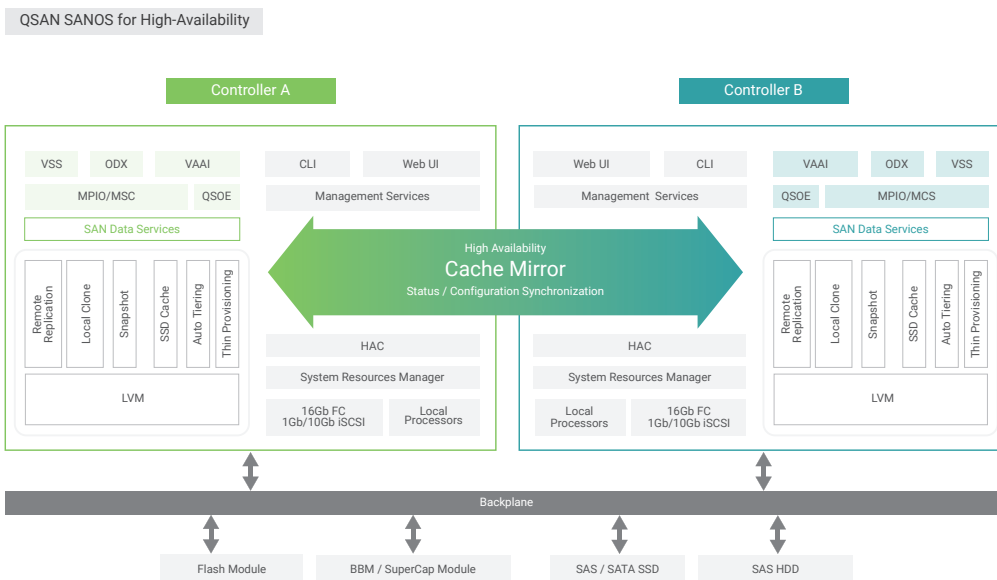 QSAN SANOS for High-Availability
Controller A
Controller B
VSS
ODX
VAAI
CLI
Web UI
MPIO/MSC
QSOE
Management Services
SAN Data Services
Remote
Replication
Local Clone
Snapshot
SSD Cache
Auto Tiering
Thin Provisioning
LVM
High Availability
Cache Mirror
Status / Configuration Synchronization
HAC
System Resources Manager
16Gb FC
1Gb/10Gb iSCSI
Local
Processors
Web UI
CLI
VAAI
ODX
VSS
Management Services
QSOE
MPIO/MCS
SAN Data Services
HAC
System Resources Manager
Local
Processors
16Gb FC
1Gb/10Gb iSCSI
Remote
Replication
Local Clone
Snapshot
SSD Cache
Auto Tiering
Thin Provisioning
LVM
Backplane
Flash Module
BBM / SuperCap Module
SAS / SATA SSD
SAS HDD